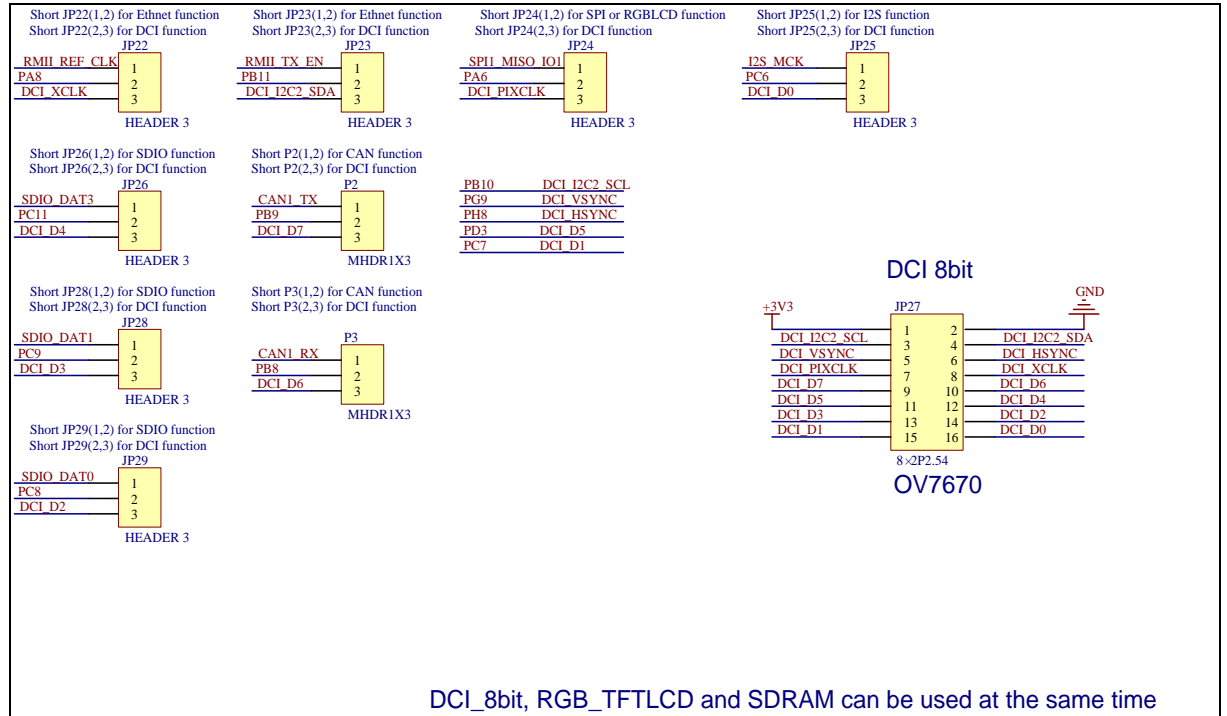 Short JP22(1,2) for Ethnet function
Short JP22(2,3) for DCI function
JP22
RMII_REF_CLK 1
PA8 2
DCI_XCLK 3
HEADER 3
Short JP23(1,2) for Ethnet function
Short JP23(2,3) for DCI function
JP23
RMII_TX_EN 1
PB11 2
DCI_I2C2_SDA 3
HEADER 3
Short JP24(1,2) for SPI or RGBLCD function
Short JP24(2,3) for DCI function
JP24
SPI1_MISO_IO1 1
PA6 2
DCI_PIXCLK 3
HEADER 3
Short JP25(1,2) for I2S function
Short JP25(2,3) for DCI function
JP25
I2S_MCK 1
PC6 2
DCI_D0 3
HEADER 3
Short JP26(1,2) for SDIO function
Short JP26(2,3) for DCI function
JP26
SDIO_DAT3 1
PC11 2
DCI_D4 3
HEADER 3
Short P2(1,2) for CAN function
Short P2(2,3) for DCI function
P2
CAN1_TX 1
PB9 2
DCI_D7 3
MHDR1X3
PB10 DCI_I2C2_SCL
PG9 DCI_VSYNC
PH8 DCI_HSYNC
PD3 DCI_D5
PC7 DCI_D1
Short JP28(1,2) for SDIO function
Short JP28(2,3) for DCI function
JP28
SDIO_DAT1 1
PC9 2
DCI_D3 3
HEADER 3
Short P3(1,2) for CAN function
Short P3(2,3) for DCI function
P3
CAN1_RX 1
PB8 2
DCI_D6 3
MHDR1X3
DCI 8bit
+3V3 JP27 GND
1 2
DCI_I2C2_SCL 3 4 DCI_I2C2_SDA
DCI_VSYNC 5 6 DCI_HSYNC
DCI_PIXCLK 7 8 DCI_XCLK
DCI_D7 9 10 DCI_D6
DCI_D5 11 12 DCI_D4
DCI_D3 13 14 DCI_D2
DCI_D1 15 16 DCI_D0
8×2P2.54
OV7670
Short JP29(1,2) for SDIO function
Short JP29(2,3) for DCI function
JP29
SDIO_DAT0 1
PC8 2
DCI_D2 3
HEADER 3
DCI_8bit, RGB_TFTLCD and SDRAM can be used at the same time